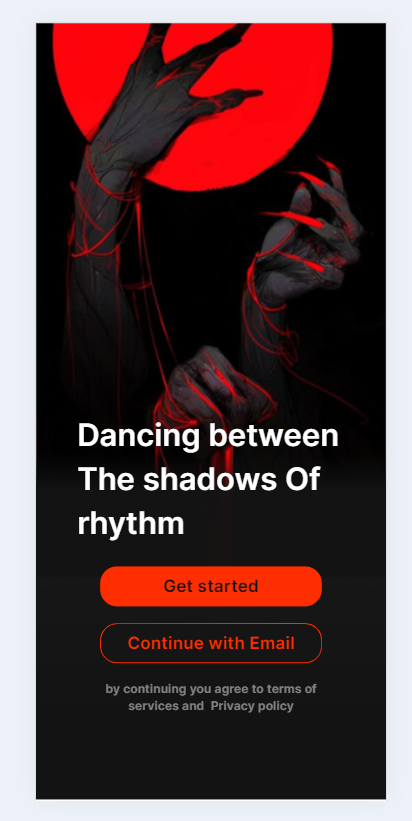 Dancing between
The shadows Of
rhythm
Get started
Continue with Email
by continuing you agree to terms of
services and  Privacy policy